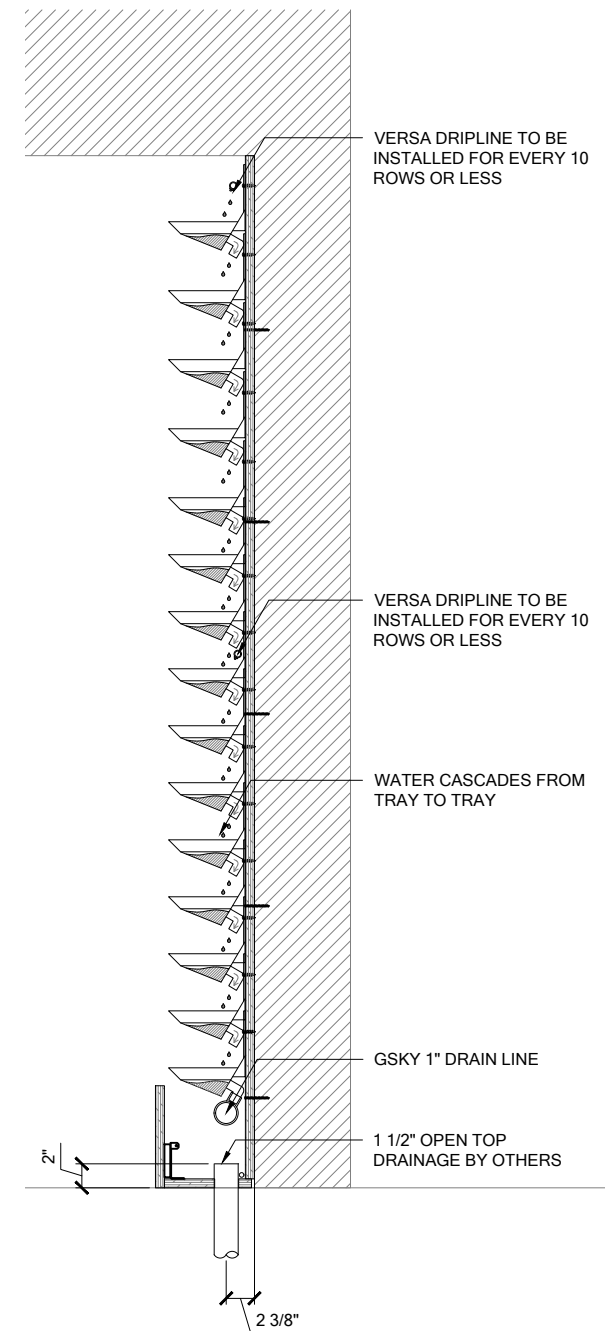 VERSA DRIPLINE TO BE
INSTALLED FOR EVERY 10
ROWS OR LESS
VERSA DRIPLINE TO BE
INSTALLED FOR EVERY 10
ROWS OR LESS
WATER CASCADES FROM
TRAY TO TRAY
GSKY 1" DRAIN LINE
1 1/2" OPEN TOP
DRAINAGE BY OTHERS
2"
2 3/8"